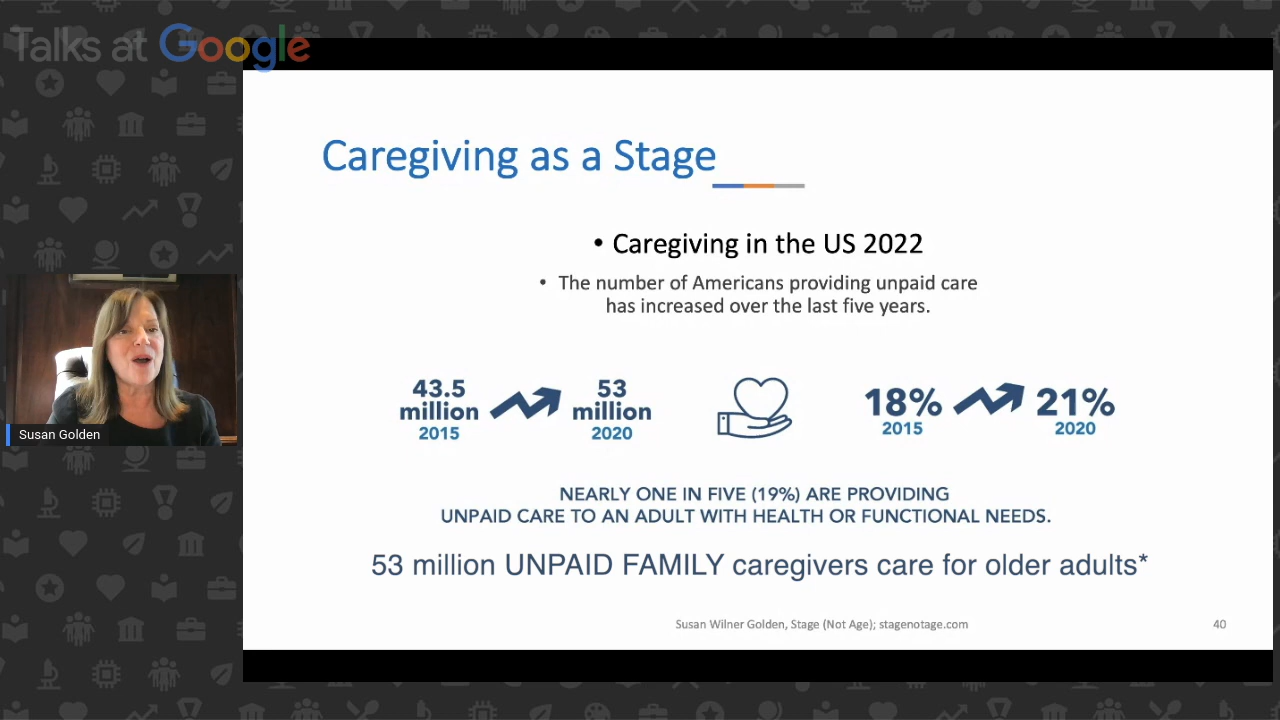 Talks at Google
Caregiving as a Stage
• Caregiving in the US 2022
• The number of Americans providing unpaid care
has increased over the last five years.
43.5
million
2015
53
million
2020
18%
2015
21%
2020
NEARLY ONE IN FIVE (19%) ARE PROVIDING
UNPAID CARE TO AN ADULT WITH HEALTH OR FUNCTIONAL NEEDS.
53 million UNPAID FAMILY caregivers care for older adults*
Susan Wilner Golden, Stage (Not Age); stagenotage.com
40
Susan Golden